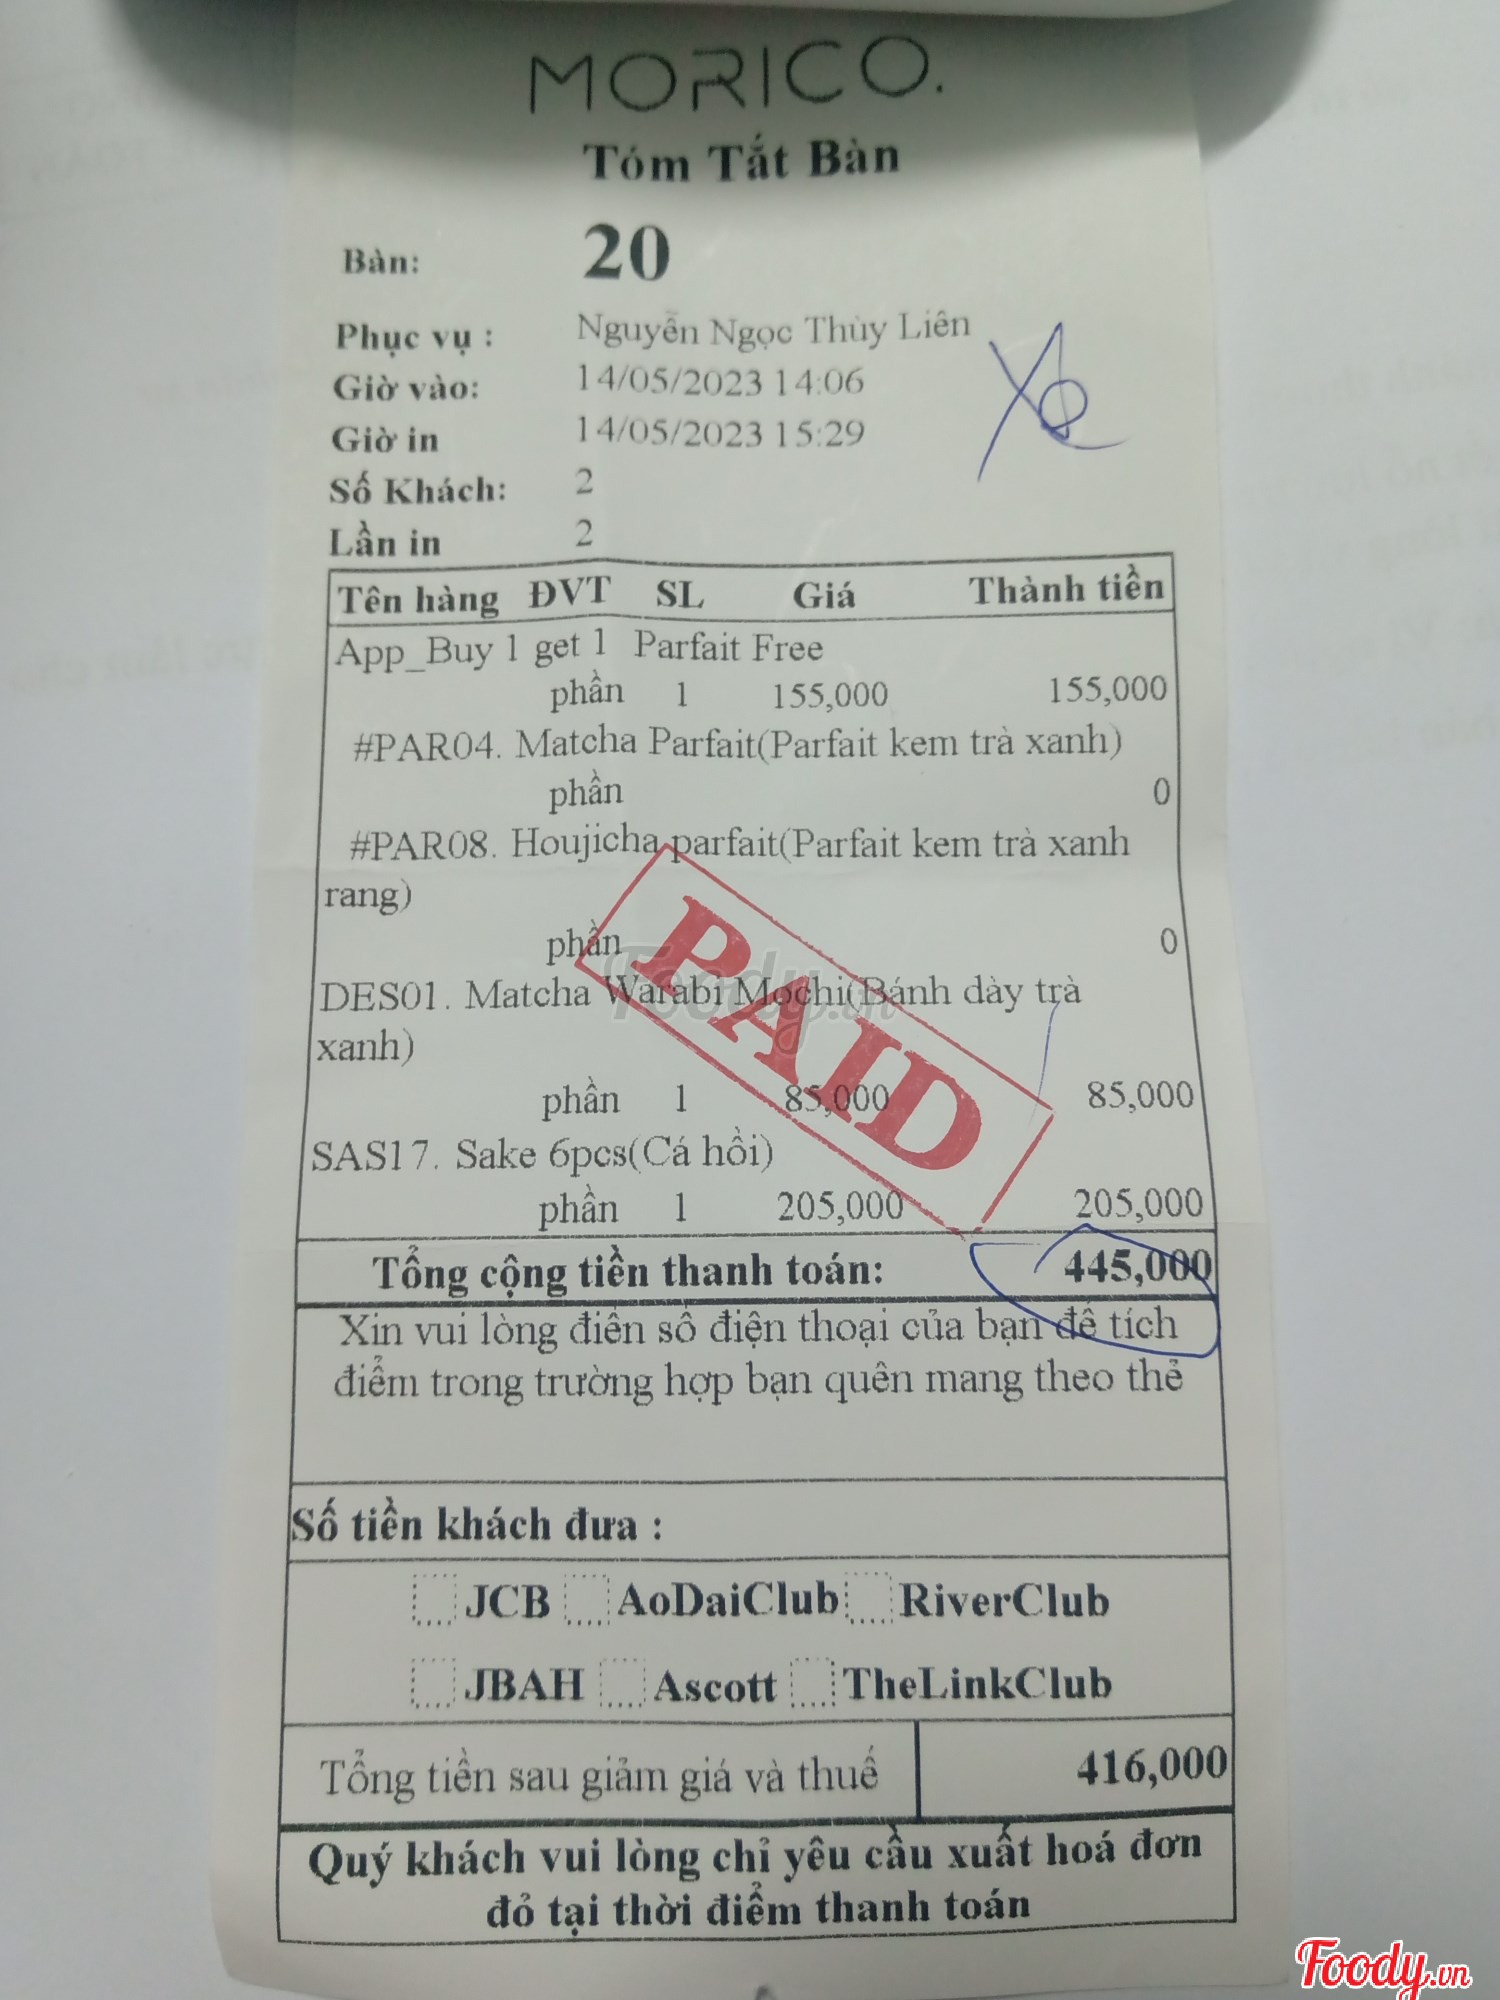 MORICO.
Tóm Tắt Bàn
Bàn: 20
Phục vụ : Nguyễn Ngọc Thùy Liên
Giờ vào: 14/05/2023 14:06
Giờ in 14/05/2023 15:29
Số Khách: 2
Lần in 2
Tên hàng ĐVT SL Giá Thành tiền
App_Buy 1 get 1 Parfait Free
phần 1 155,000 155,000
#PAR04. Matcha Parfait(Parfait kem trà xanh)
phần 0
#PAR08. Houjicha parfait(Parfait kem trà xanh
rang)
phần 0
DES01. Matcha Warabi Mochi(Bánh dày trà
xanh)
phần 1 85,000 85,000
SAS17. Sake 6pcs(Cá hồi)
phần 1 205,000 205,000
PAID
Foody.vn
Tổng cộng tiền thanh toán: 445,000
Xin vui lòng điền số điện thoại của bạn để tích
điểm trong trường hợp bạn quên mang theo thẻ
Số tiền khách đưa :
JCB AoDaiClub RiverClub
JBAH Ascott TheLinkClub
Tổng tiền sau giảm giá và thuế 416,000
Quý khách vui lòng chỉ yêu cầu xuất hoá đơn
đỏ tại thời điểm thanh toán
Foody.vn